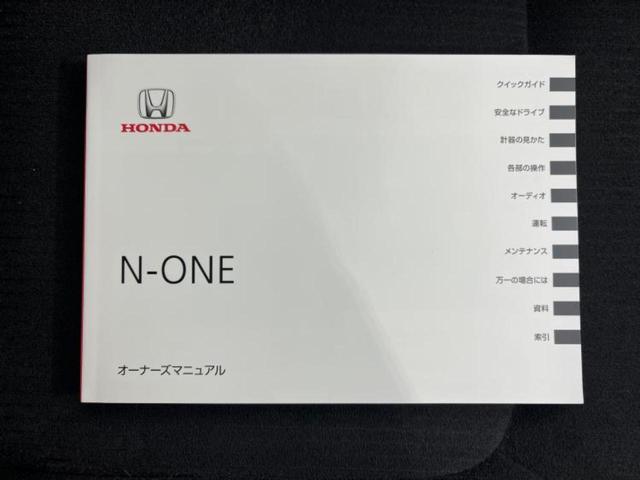 HONDA
N-ONE
オーナーズマニュアル
クイックガイド
安全なドライブ
計器の見かた
各部の操作
オーディオ
運転
メンテナンス
万一の場合には
資料
索引